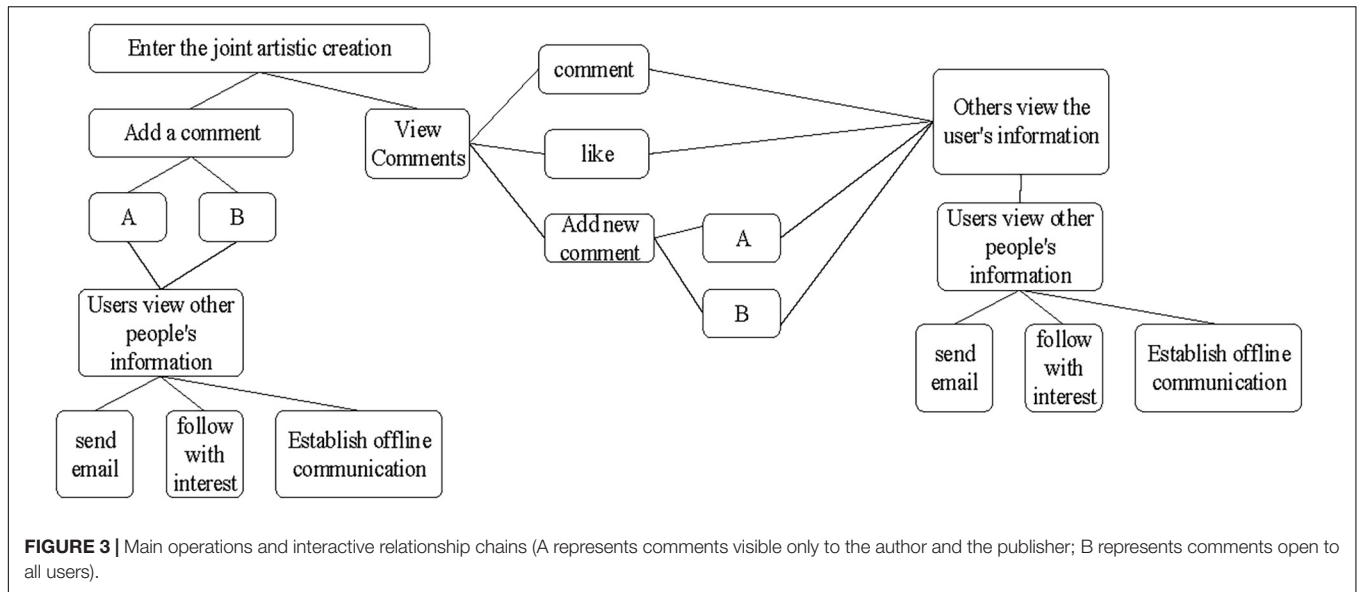 Enter the joint artistic creation
Add a comment
A
B
Users view other
people's
information
send
email
follow
with
interest
Establish offline
communication
View
Comments
comment
like
Add new
comment
A
B
Others view the
user's information
Users view other
people's
information
send
email
follow
with
interest
Establish offline
communication
FIGURE 3 | Main operations and interactive relationship chains (A represents comments visible only to the author and the publisher; B represents comments open to
all users).